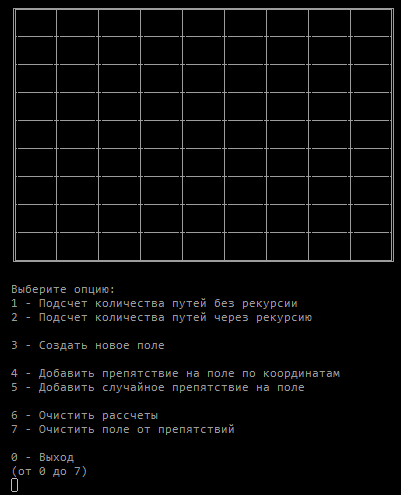 Выберите опцию:
1 - Подсчет количества путей без рекурсии
2 - Подсчет количества путей через рекурсию
3 - Создать новое поле
4 - Добавить препятствие на поле по координатам
5 - Добавить случайное препятствие на поле
6 - Очистить рассчеты
7 - Очистить поле от препятствий
0 - Выход
(от 0 до 7)